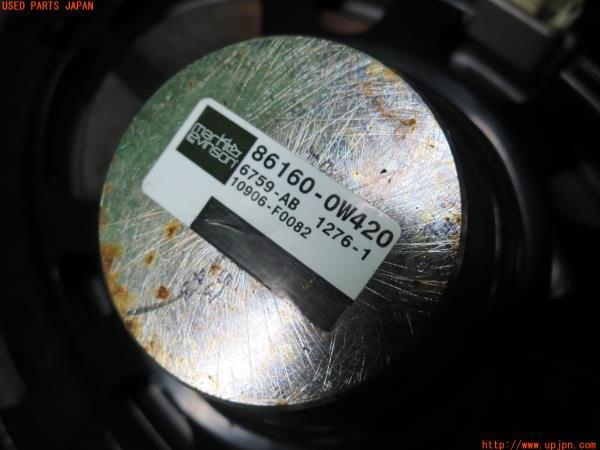 USED PARTS JAPAN
mark
levinson
86160-0W420
6759-AB 1276-1
10906-F0082
http://www.upjpn.com